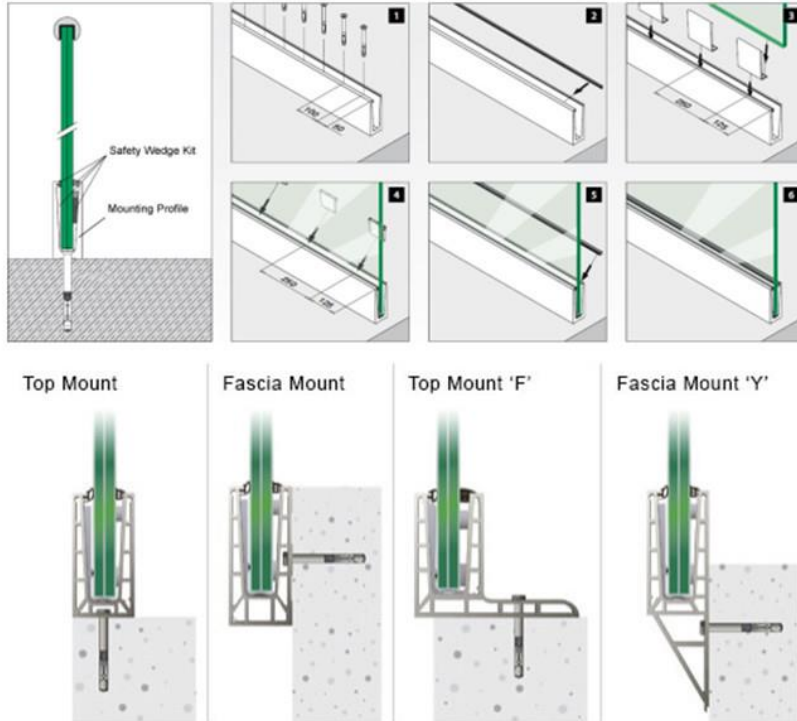 Safety Wedge Kit
Mounting Profile
1
100
60
2
3
250
125
4
250
125
5
6
Top Mount
Fascia Mount
Top Mount ‘F’
Fascia Mount ‘Y’